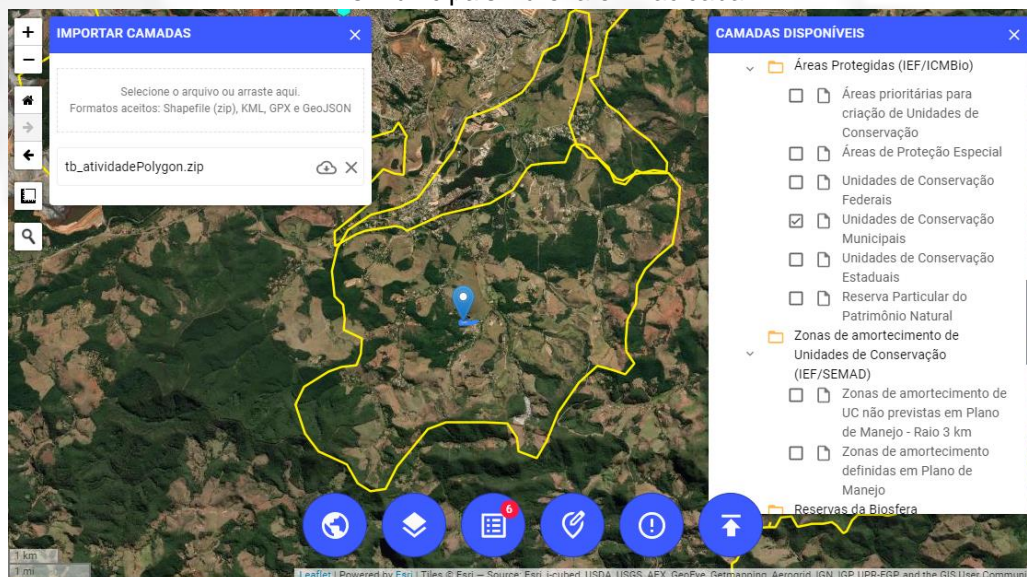 IMPORTAR CAMADAS
Selecione o arquivo ou arraste aqui.
Formatos aceitos: Shapefile (zip), KML, GPX e GeoJSON
tb_atividadePolygon.zip
CAMADAS DISPONÍVEIS
Áreas Protegidas (IEF/ICMBio)
Áreas prioritárias para
criação de Unidades de
Conservação
Áreas de Proteção Especial
Unidades de Conservação
Federais
Unidades de Conservação
Municipais
Unidades de Conservação
Estaduais
Reserva Particular do
Patrimônio Natural
Zonas de amortecimento de
Unidades de Conservação
(IEF/SEMAD)
Zonas de amortecimento de
UC não previstas em Plano
de Manejo - Raio 3 km
Zonas de amortecimento
definidas em Plano de
Manejo
Reservas da Biosfera
6
1 km
1 mi
Leaflet | Powered by Esri | Tiles © Esri — Source: Esri, i-cubed, USDA, USGS, AEX, GeoEye, Getmapping, Aerogrid, IGN, IGP, UPR-EGP, and the GIS User Communi